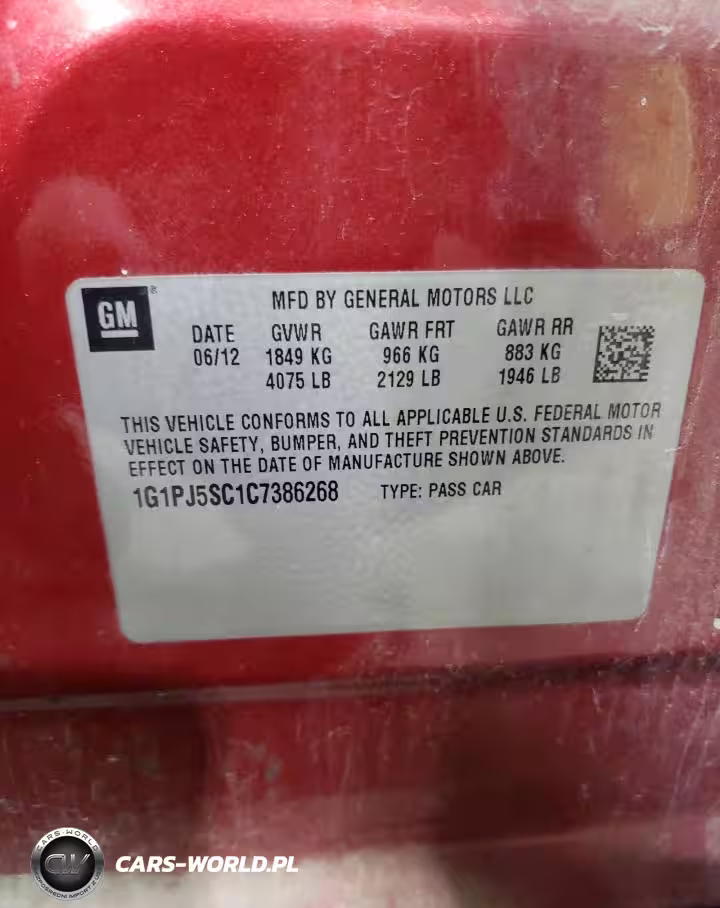 GM ®
MFD BY GENERAL MOTORS LLC
DATE GVWR GAWR FRT GAWR RR
06/12 1849 KG 966 KG 883 KG
4075 LB 2129 LB 1946 LB
THIS VEHICLE CONFORMS TO ALL APPLICABLE U.S. FEDERAL MOTOR
VEHICLE SAFETY, BUMPER, AND THEFT PREVENTION STANDARDS IN
EFFECT ON THE DATE OF MANUFACTURE SHOWN ABOVE.
1G1PJ5SC1C7386268 TYPE: PASS CAR
CARS-WORLD
CW
CARS-WORLD.PL